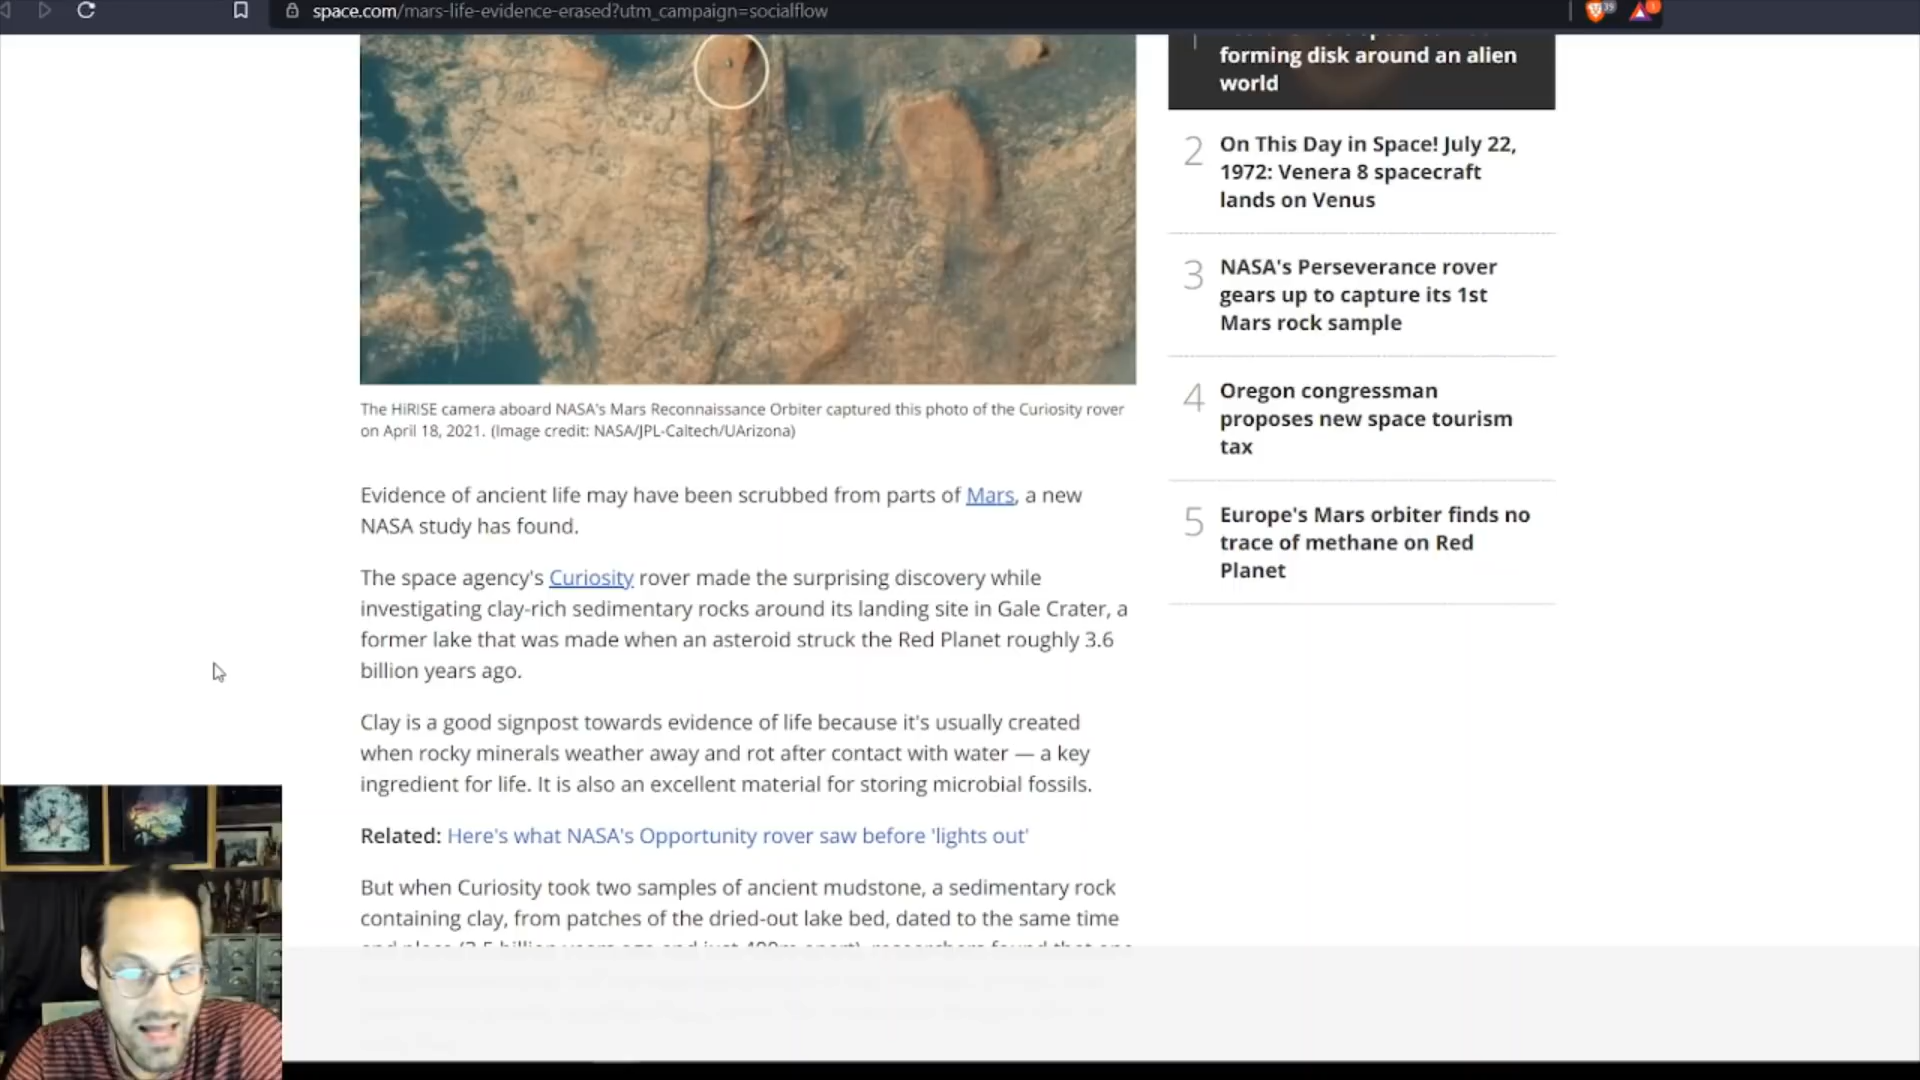 space.com/mars-life-evidence-erased?utm_campaign=socialflow
forming disk around an alien
world
2
On This Day in Space! July 22,
1972: Venera 8 spacecraft
lands on Venus
3
NASA's Perseverance rover
gears up to capture its 1st
Mars rock sample
4
Oregon congressman
proposes new space tourism
tax
5
Europe's Mars orbiter finds no
trace of methane on Red
Planet
The HiRISE camera aboard NASA's Mars Reconnaissance Orbiter captured this photo of the Curiosity rover
on April 18, 2021. (Image credit: NASA/JPL-Caltech/UArizona)
Evidence of ancient life may have been scrubbed from parts of Mars, a new
NASA study has found.
The space agency's Curiosity rover made the surprising discovery while
investigating clay-rich sedimentary rocks around its landing site in Gale Crater, a
former lake that was made when an asteroid struck the Red Planet roughly 3.6
billion years ago.
Clay is a good signpost towards evidence of life because it's usually created
when rocky minerals weather away and rot after contact with water — a key
ingredient for life. It is also an excellent material for storing microbial fossils.
Related: Here's what NASA's Opportunity rover saw before 'lights out'
But when Curiosity took two samples of ancient mudstone, a sedimentary rock
containing clay, from patches of the dried-out lake bed, dated to the same time